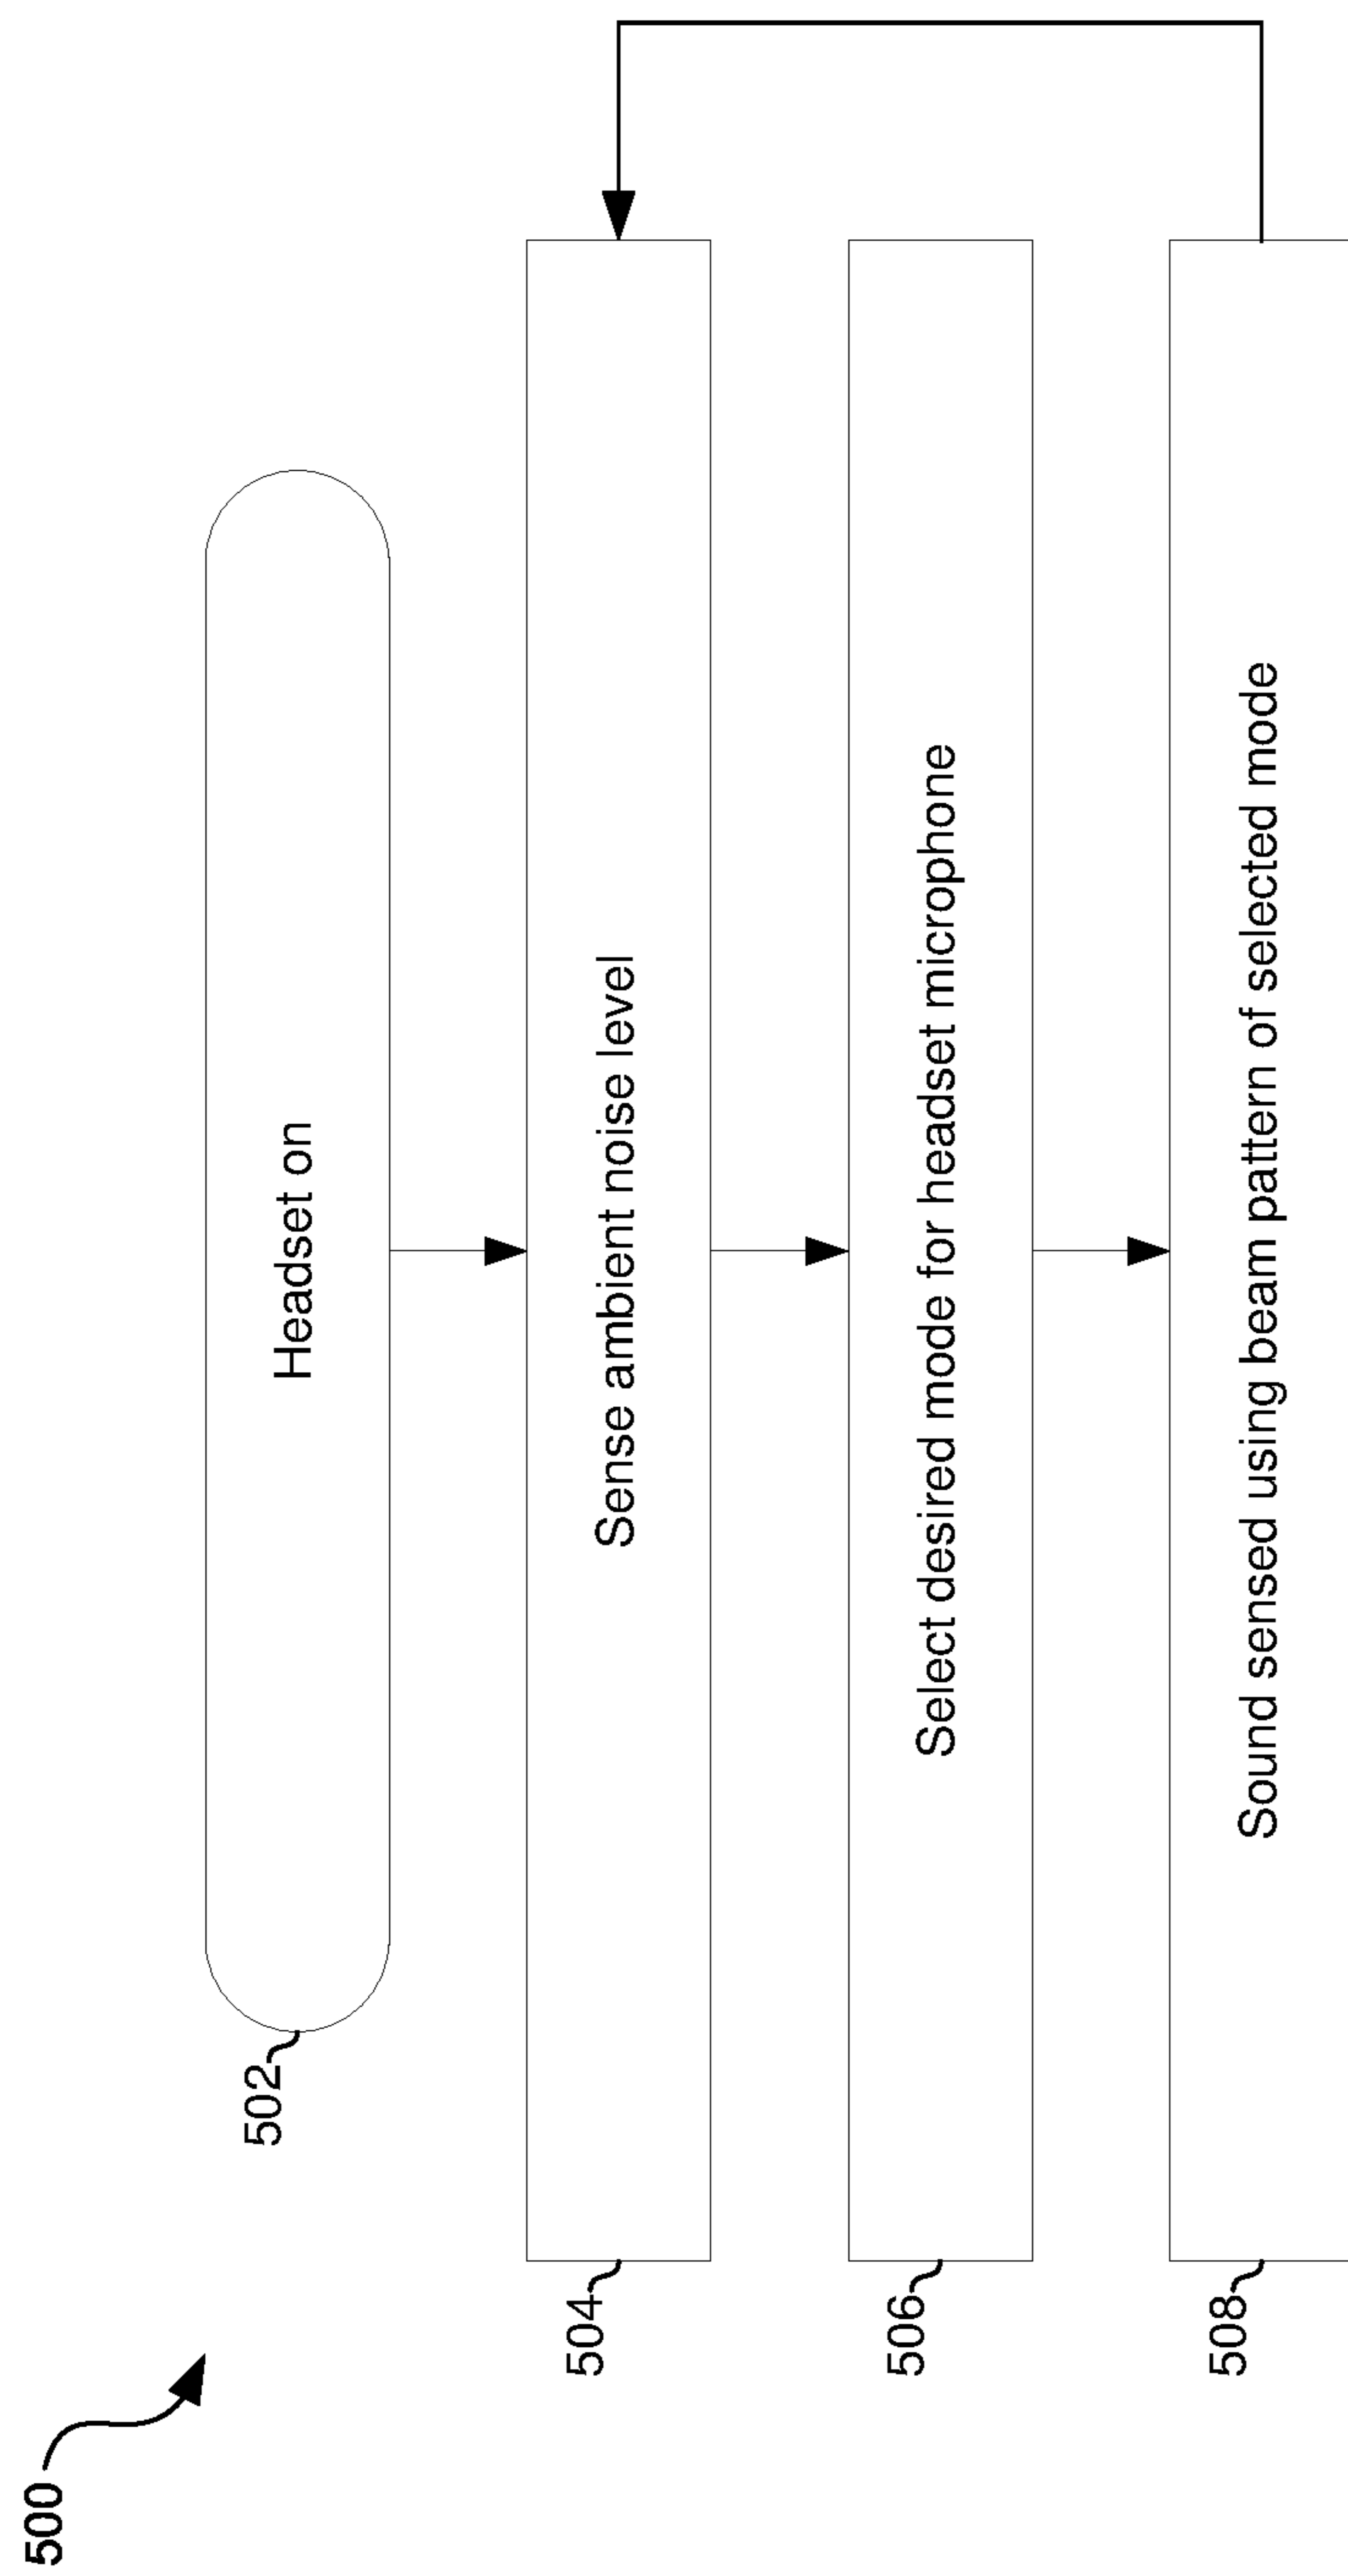 500
502
Headset on
504
Sense ambient noise level
506
Select desired mode for headset microphone
508
Sound sensed using beam pattern of selected mode